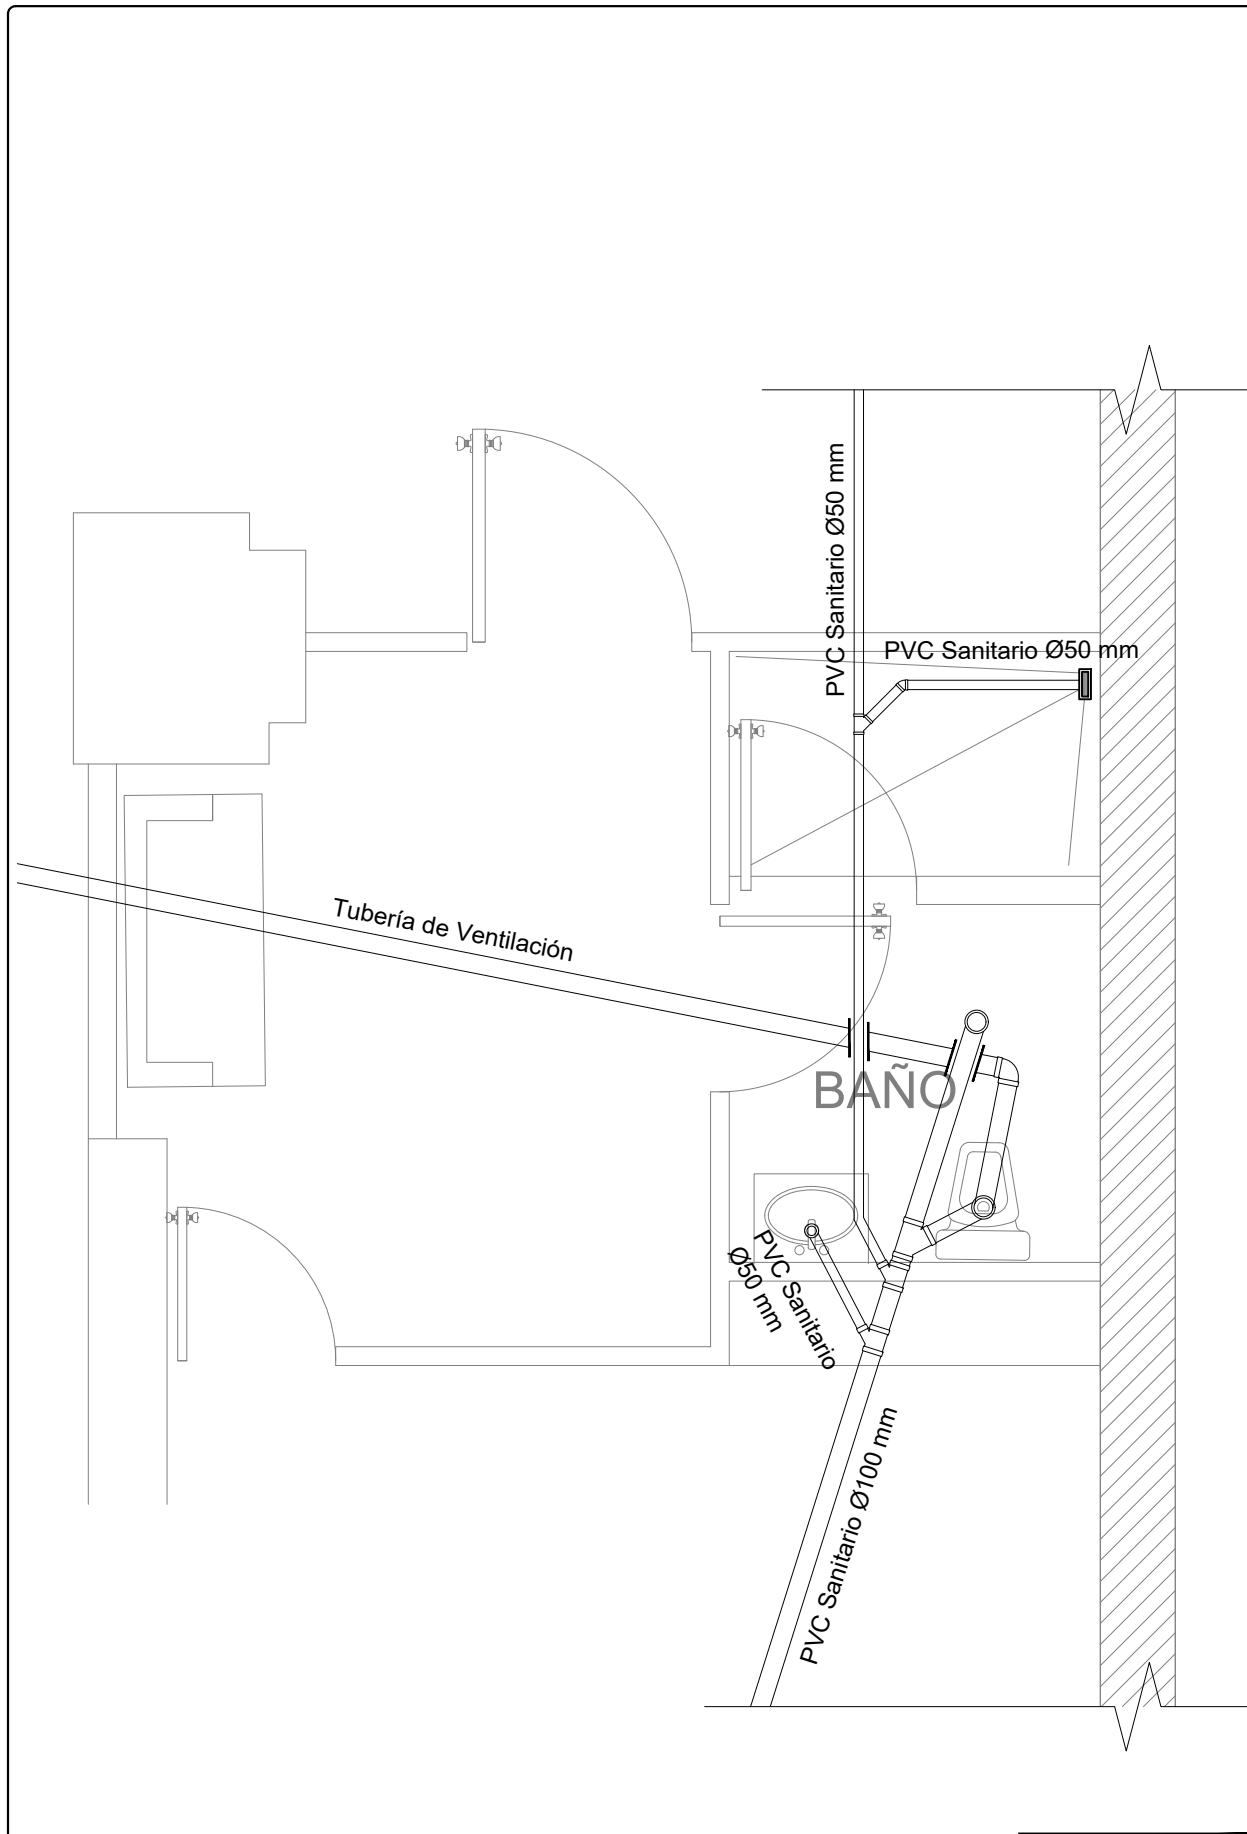 PVC Sanitario Ø50 mm
PVC Sanitario Ø50 mm
Tubería de Ventilación
BAÑO
PVC Sanitario
Ø50 mm
PVC Sanitario Ø100 mm